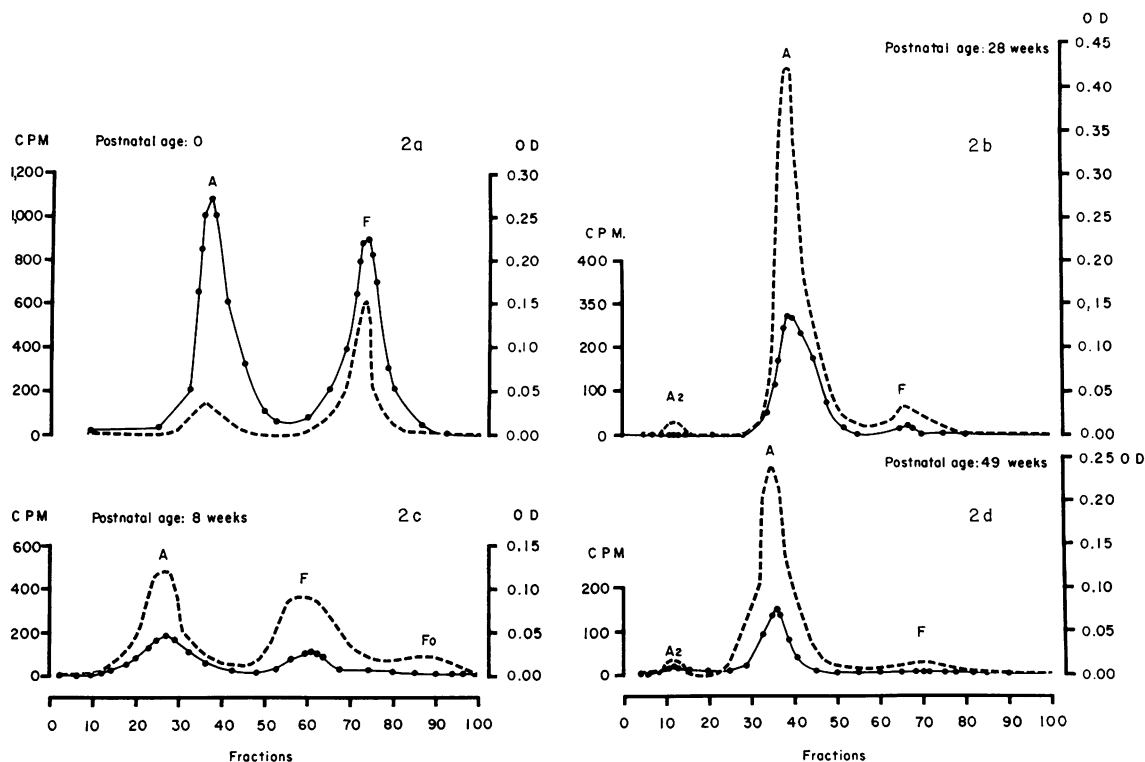 CPM Postnatal age: 0 2a OD
1,200
1,000
800
600
400
200
0
A
F
0.30
0.25
0.20
0.15
0.10
0.05
0.00
OD
Postnatal age: 28 weeks
2b
C P M.
400
350
200
100
0
A2
A
F
0.45
0.40
0.35
0.30
0.25
0.20
0,15
0.10
0.05
0.00
CPM Postnatal age: 8 weeks 2c OD
600
400
200
0
A
F
Fo
0.15
0.10
0.05
0.00
0 10 20 30 40 50 60 70 80 90 100
Fractions
Postnatal age: 49 weeks
2d
CPM
200
100
0
A2
A
F
0.25 OD
0.20
0.15
0.10
0.05
0.00
0 10 20 30 40 50 60 70 80 90 100
Fractions